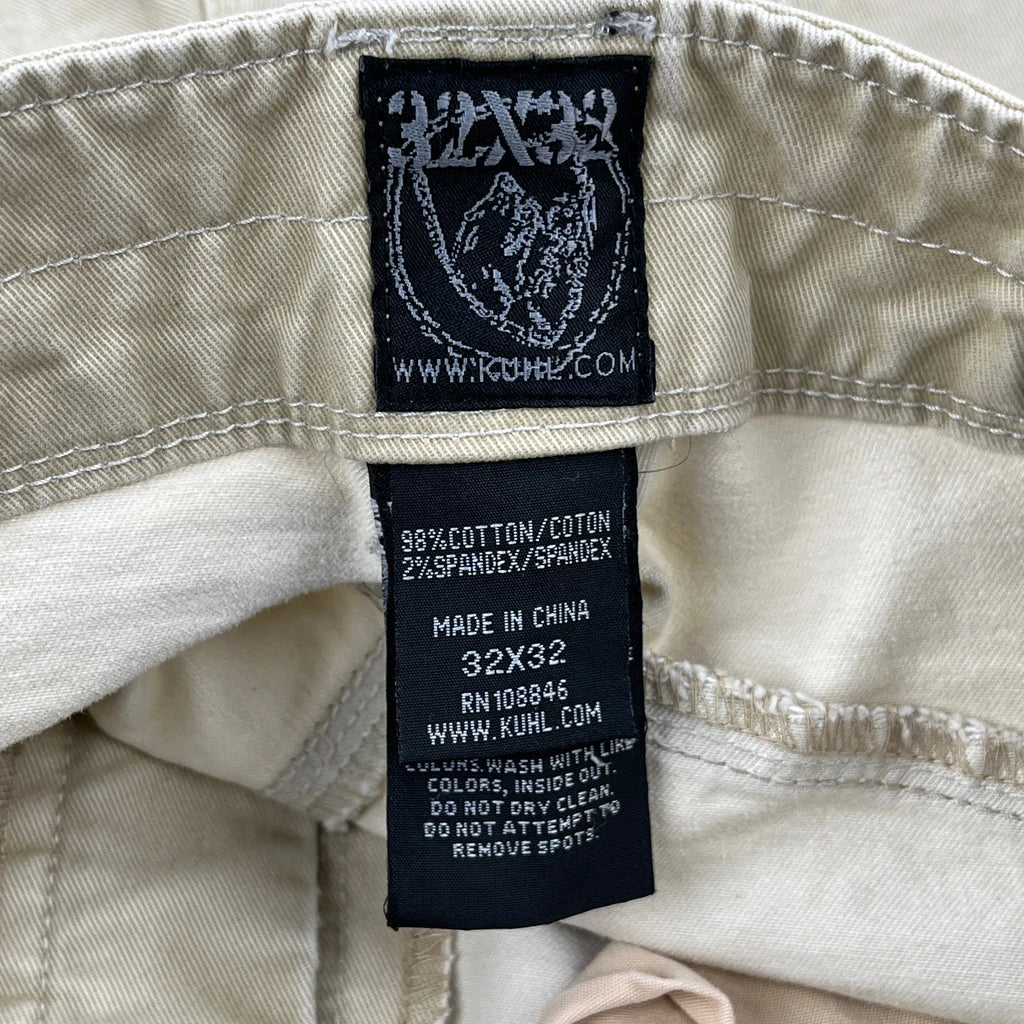 32X32
WWW.KUHL.COM
98%COTTON/COTON
2%SPANDEX/SPANDEX
MADE IN CHINA
32X32
RN108846
WWW.KUHL.COM
COLORS. WASH WITH LIKE
COLORS, INSIDE OUT.
DO NOT DRY CLEAN.
DO NOT ATTEMPT TO
REMOVE SPOTS.